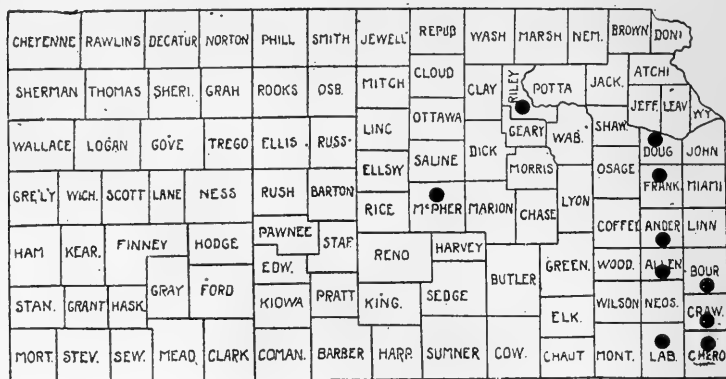 CHEYENNE RAWLINS DECATUR NORTON PHILL SMITH JEWELL REPUB WASH MARSH NEM. BROWN DONI
SHERMAN THOMAS SHERI. GRAH ROOKS OSB. MITCH CLOUD CLAY RILEY POTTA JACK. ATCHI
JEFF. LEAV WY
WALLACE LOGAN GOVE TREGO ELLIS RUSS. LINC OTTAWA GEARY WAB. SHAW. DOUG JOHN
ELLSW SALINE DICK MORRIS OSAGE FRANK. MIAMI
GRE'L'Y WICH. SCOTT LANE NESS RUSH BARTON RICE McPHER MARION CHASE LYON
HAM KEAR. FINNEY HODGE PAWNEE STAF. RENO HARVEY COFFEY ANDER LINN
EDW. BUTLER GREEN. WOOD. ALLEN BOUR
STAN. GRANT HASK. GRAY FORD KIOWA PRATT KING. SEDGE ELK. WILSON NEOS. CRAW.
MORT. STEV. SEW. MEAD. CLARK COMAN. BARBER HARP. SUMNER COW. CHAUT MONT. LAB. CHERO